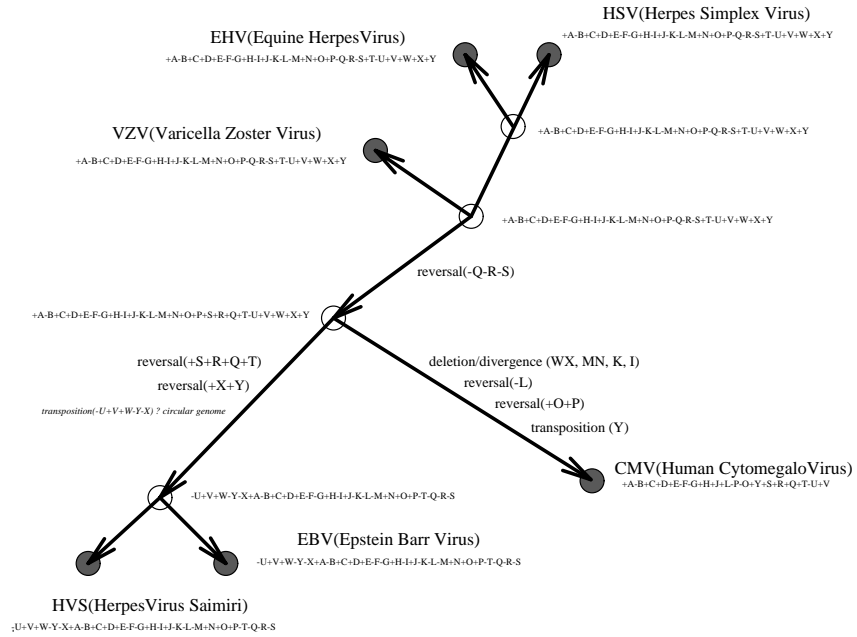 HSV(Herpes Simplex Virus)
+A-B+C+D+E-F-G+H-I+J-K-L-M+N+O+P-Q-R-S+T-U+V+W+X+Y
EHV(Equine HerpesVirus)
+A-B+C+D+E-F-G+H-I+J-K-L-M+N+O+P-Q-R-S+T-U+V+W+X+Y
VZV(Varicella Zoster Virus)
+A-B+C+D+E-F-G+H-I+J-K-L-M+N+O+P-Q-R-S+T-U+V+W+X+Y
+A-B+C+D+E-F-G+H-I+J-K-L-M+N+O+P-Q-R-S+T-U+V+W+X+Y
+A-B+C+D+E-F-G+H-I+J-K-L-M+N+O+P-Q-R-S+T-U+V+W+X+Y
reversal(-Q-R-S)
+A-B+C+D+E-F-G+H-I+J-K-L-M+N+O+P+S+R+Q+T-U+V+W+X+Y
reversal(+S+R+Q+T)
reversal(+X+Y)
transposition(-U+V+W-Y-X) ? circular genome
deletion/divergence (WX, MN, K, I)
reversal(-L)
reversal(+O+P)
transposition (Y)
CMV(Human CytomegaloVirus)
+A-B+C+D+E-F-G+H+J+L-P-O+Y+S+R+Q+T-U+V
-U+V+W-Y-X+A-B+C+D+E-F-G+H-I+J-K-L-M+N+O+P-T-Q-R-S
EBV(Epstein Barr Virus)
-U+V+W-Y-X+A-B+C+D+E-F-G+H-I+J-K-L-M+N+O+P-T-Q-R-S
HVS(HerpesVirus Saimiri)
-U+V+W-Y-X+A-B+C+D+E-F-G+H-I+J-K-L-M+N+O+P-T-Q-R-S